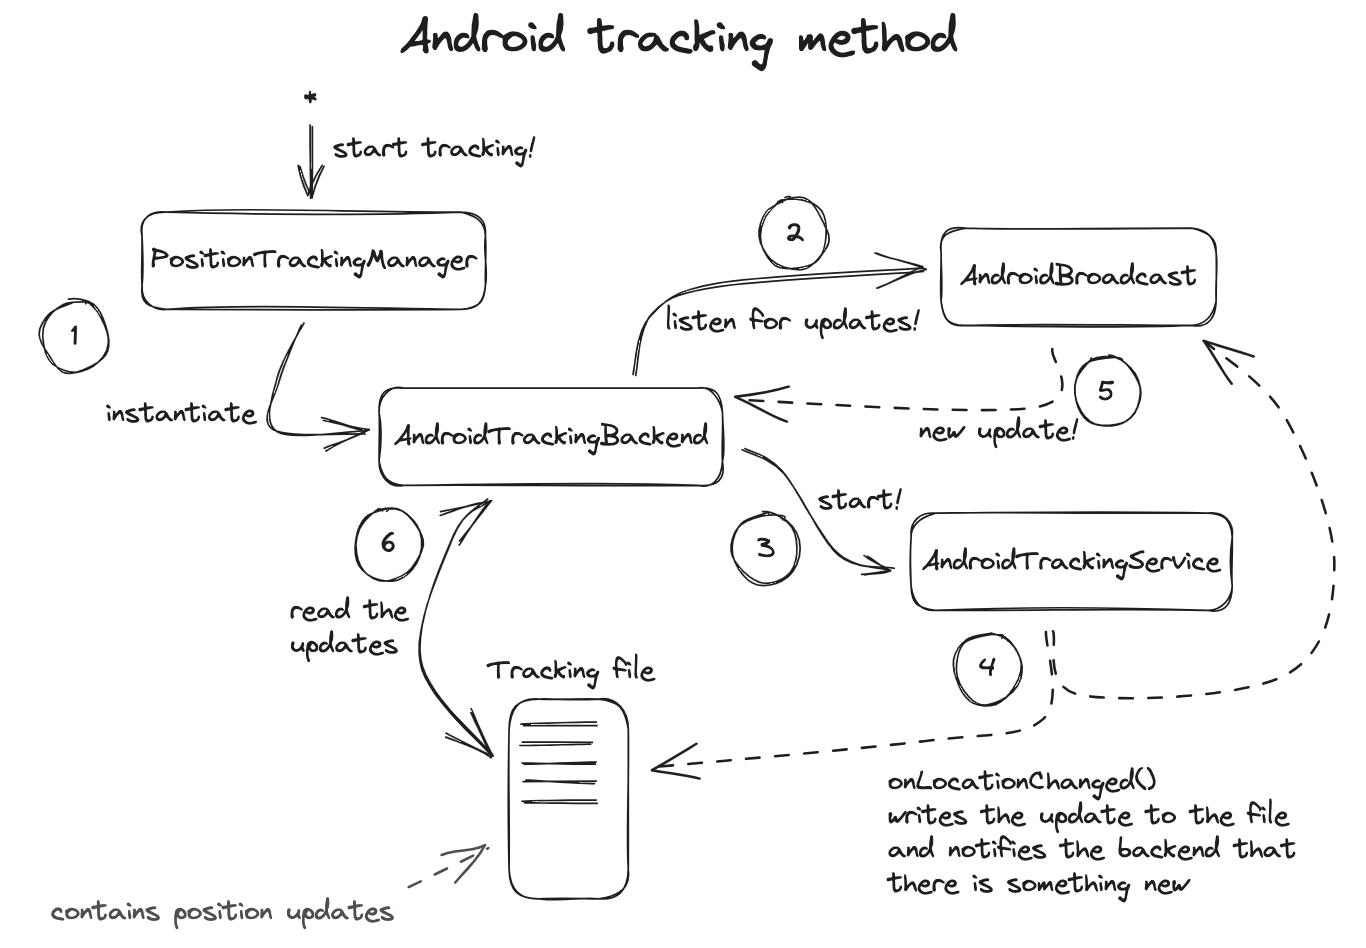 Android tracking method
*
start tracking!
PositionTrackingManager
1
instantiate
2
listen for updates!
AndroidBroadcast
5
new update!
AndroidTrackingBackend
3
start!
AndroidTrackingService
6
read the
updates
4
Tracking file
onLocationChanged()
writes the update to the file
and notifies the backend that
there is something new
contains position updates